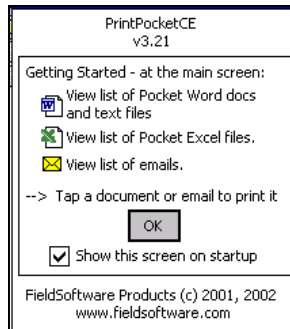 PrintPocketCE
v3.21
Getting Started - at the main screen:
View list of Pocket Word docs
and text files
View list of Pocket Excel files.
View list of emails.
--> Tap a document or email to print it
OK
Show this screen on startup
FieldSoftware Products (c) 2001, 2002
www.fieldsoftware.com